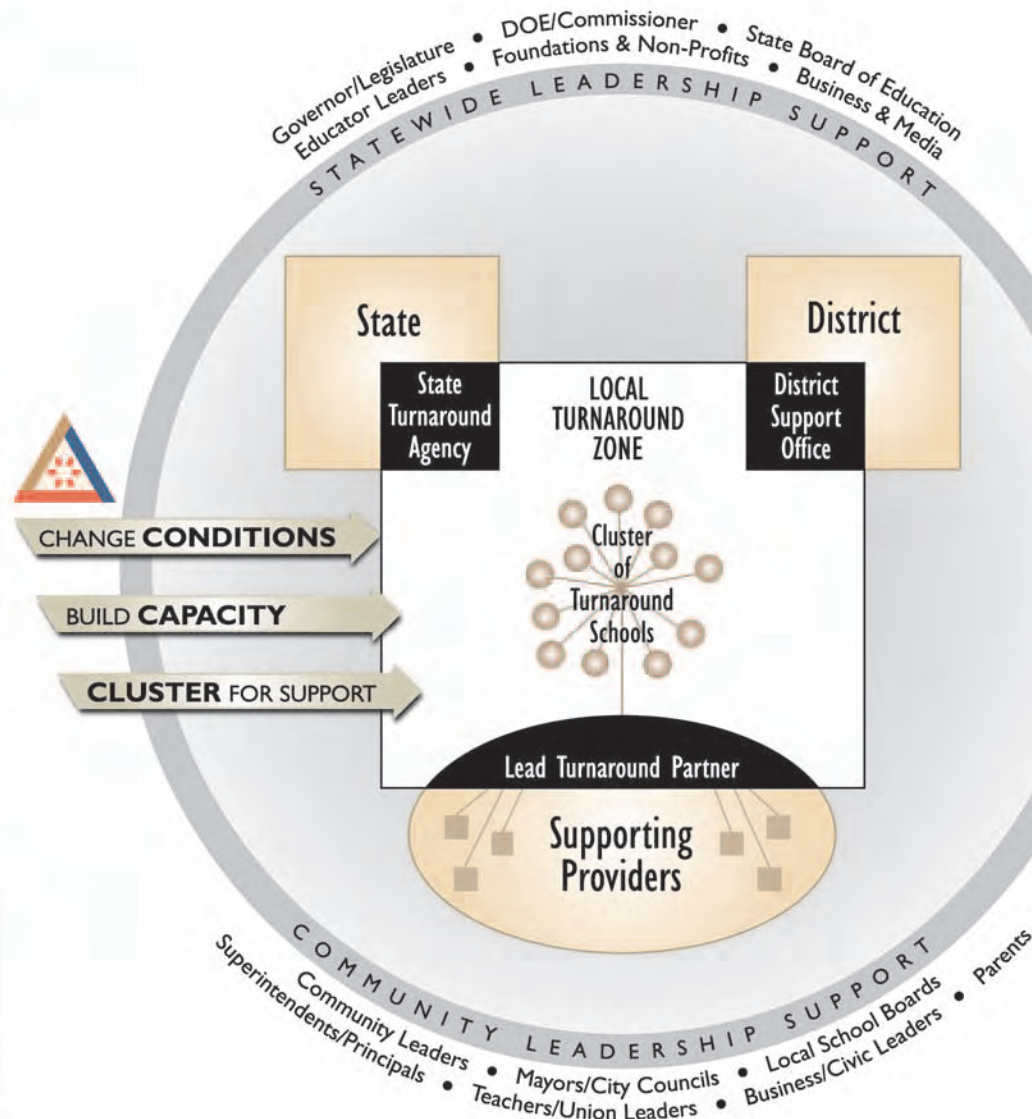 Governor/Legislature • DOE/Commissioner • State Board of Education
Educator Leaders • Foundations & Non-Profits • Business & Media
STATEWIDE LEADERSHIP SUPPORT
State
District
State
Turnaround
Agency
LOCAL
TURNAROUND
ZONE
District
Support
Office
CHANGE CONDITIONS
BUILD CAPACITY
CLUSTER FOR SUPPORT
Cluster
of
Turnaround
Schools
Lead Turnaround Partner
Supporting
Providers
COMMUNITY LEADERSHIP SUPPORT
Community Leaders • Mayors/City Councils • Local School Boards • Parents
Superintendents/Principals • Teachers/Union Leaders • Business/Civic Leaders